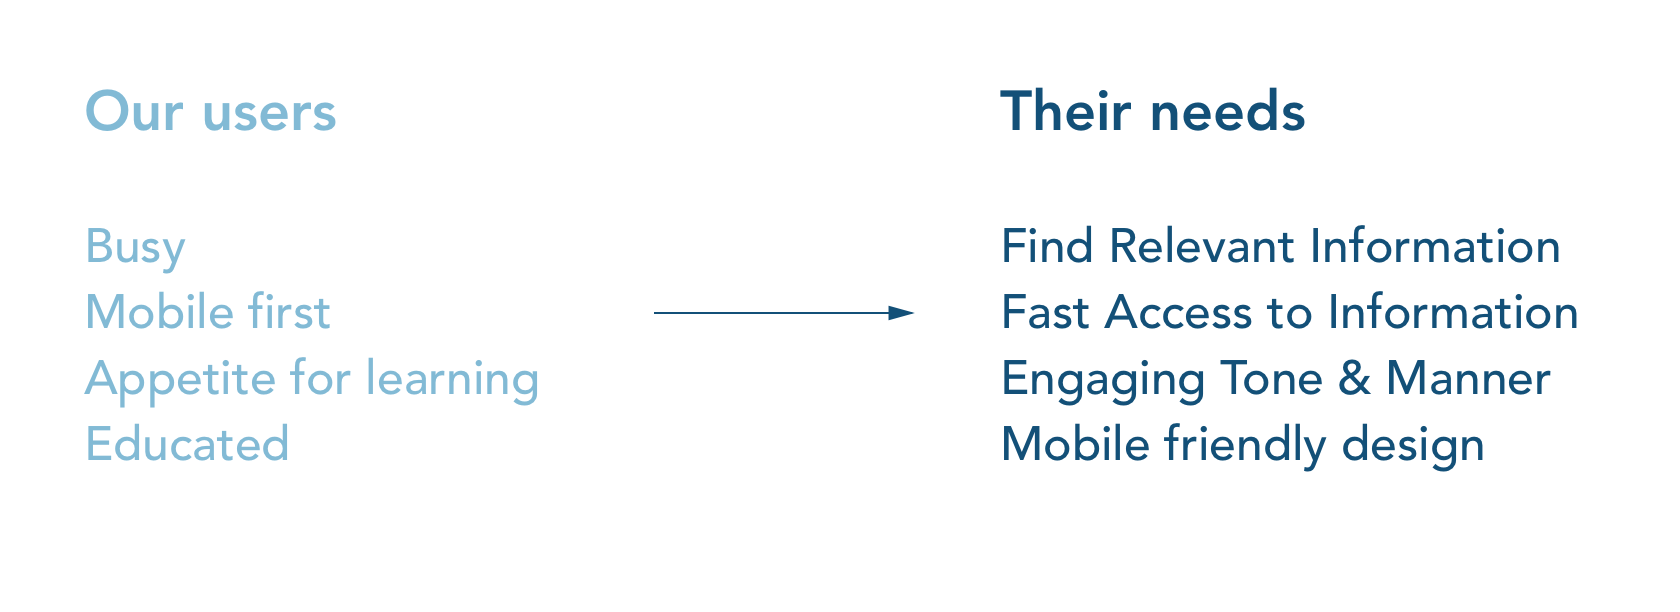 Our users
Busy
Mobile first
Appetite for learning
Educated
Their needs
Find Relevant Information
Fast Access to Information
Engaging Tone & Manner
Mobile friendly design